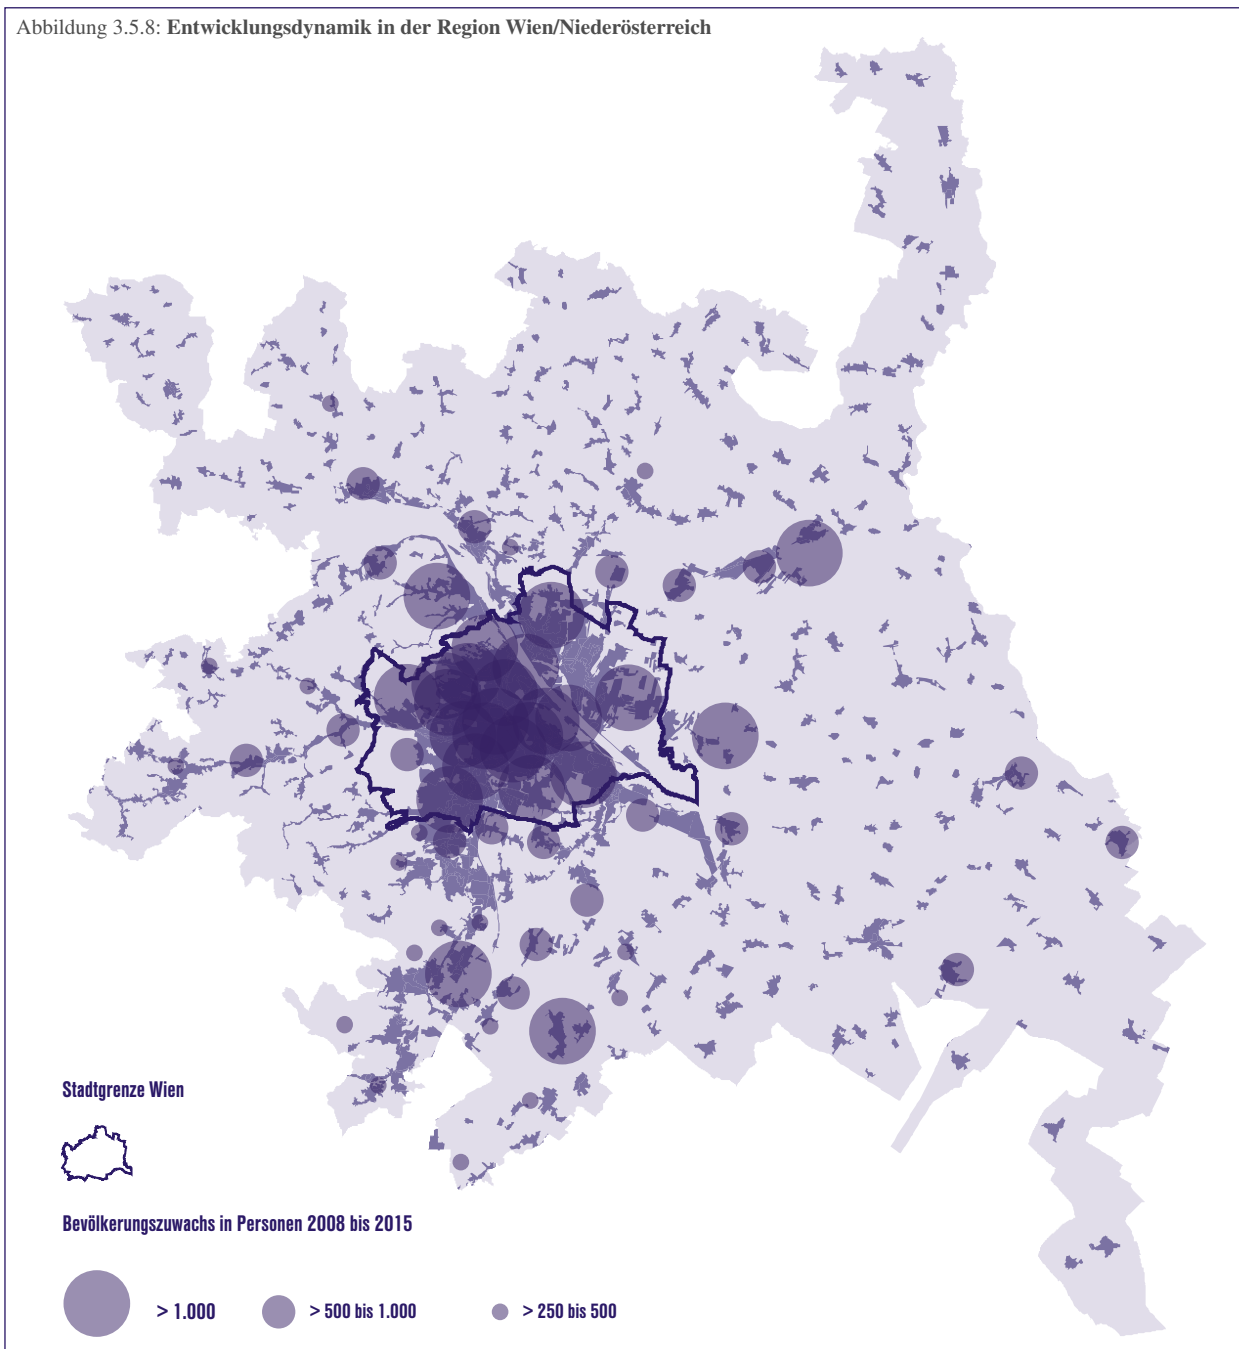 Abbildung 3.5.8: Entwicklungsdynamik in der Region Wien/Niederösterreich
Stadtgrenze Wien
Bevölkerungszuwachs in Personen 2008 bis 2015
> 1.000
> 500 bis 1.000
> 250 bis 500